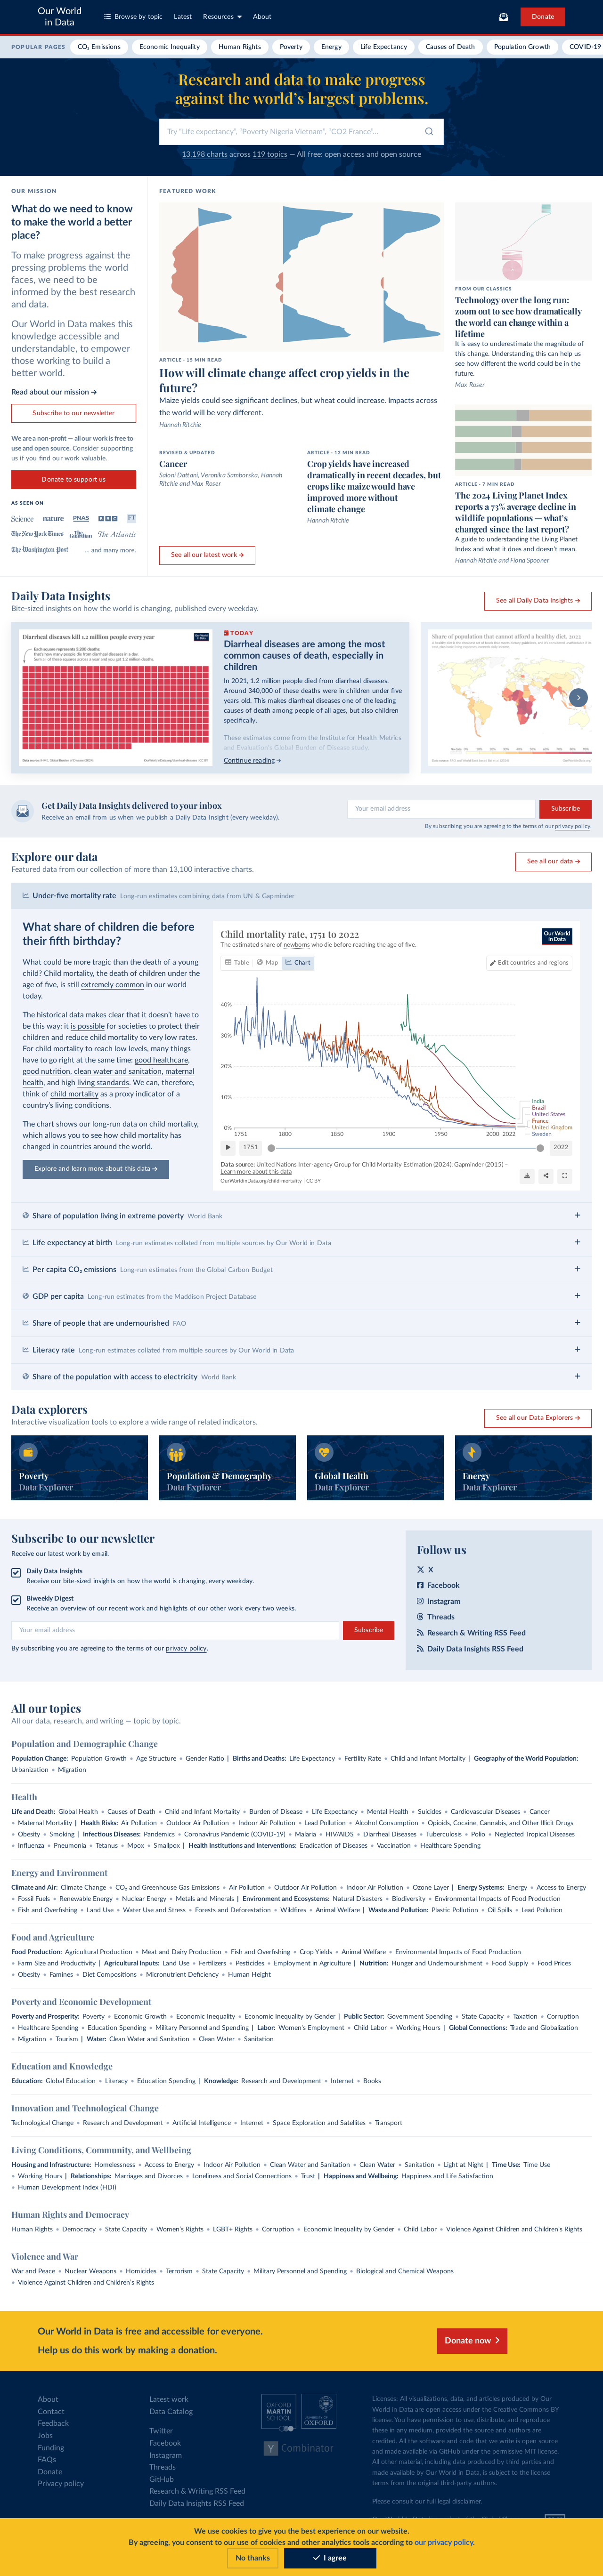 Our World
in Data
Browse by topic
Latest
Resources
About
Donate
POPULAR PAGES
CO₂ Emissions
Economic Inequality
Human Rights
Poverty
Energy
Life Expectancy
Causes of Death
Population Growth
COVID-19
Research and data to make progress
against the world's largest problems.
Try "Life expectancy", "Poverty Nigeria Vietnam", "CO2 France"...
13,198 charts across 119 topics — All free: open access and open source
OUR MISSION
What do we need to know
to make the world a better
place?
To make progress against the
pressing problems the world
faces, we need to be
informed by the best research
and data.
Our World in Data makes this
knowledge accessible and
understandable, to empower
those working to build a
better world.
Read about our mission →
Subscribe to our newsletter
We are a non-profit — all our work is free to
use and open source. Consider supporting
us if you find our work valuable.
Donate to support us
AS SEEN ON
Science
nature
PNAS
BBC
FT
The New York Times
The Guardian
The Atlantic
The Washington Post
... and many more.
FEATURED WORK
ARTICLE - 15 MIN READ
How will climate change affect crop yields in the
future?
Maize yields could see significant declines, but wheat could increase. Impacts across
the world will be very different.
Hannah Ritchie
REVISED & UPDATED
Cancer
Saloni Dattani, Veronika Samborska, Hannah
Ritchie and Max Roser
ARTICLE - 12 MIN READ
Crop yields have increased
dramatically in recent decades, but
crops like maize would have
improved more without
climate change
Hannah Ritchie
See all our latest work →
FROM OUR CLASSICS
Technology over the long run:
zoom out to see how dramatically
the world can change within a
lifetime
It is easy to underestimate the magnitude of
this change. Understanding this can help us
see how different the world could be in the
future.
Max Roser
ARTICLE - 7 MIN READ
The 2024 Living Planet Index
reports a 73% average decline in
wildlife populations — what's
changed since the last report?
A guide to understanding the Living Planet
Index and what it does and doesn't mean.
Hannah Ritchie and Fiona Spooner
Daily Data Insights
Bite-sized insights on how the world is changing, published every weekday.
See all Daily Data Insights →
Diarrheal diseases kill 1.2 million people every year
Each square represents 3,280 deaths
TODAY
Diarrheal diseases are among the most
common causes of death, especially in
children
In 2021, 1.2 million people died from diarrheal diseases.
Around 340,000 of these deaths were in children under five
years old. This makes diarrheal diseases one of the leading
causes of death among people of all ages, but also children
specifically.
These estimates come from the Institute for Health Metrics
and Evaluation's Global Burden of Disease study.
Continue reading →
Share of population that cannot afford a healthy diet, 2022
Get Daily Data Insights delivered to your inbox
Receive an email from us when we publish a Daily Data Insight (every weekday).
Your email address
Subscribe
By subscribing you are agreeing to the terms of our privacy policy.
Explore our data
Featured data from our collection of more than 13,100 interactive charts.
See all our data →
Under-five mortality rate Long-run estimates combining data from UN & Gapminder
What share of children die before
their fifth birthday?
What could be more tragic than the death of a young
child? Child mortality, the death of children under the
age of five, is still extremely common in our world
today.
The historical data makes clear that it doesn't have to
be this way: it is possible for societies to protect their
children and reduce child mortality to very low rates.
For child mortality to reach low levels, many things
have to go right at the same time: good healthcare,
good nutrition, clean water and sanitation, maternal
health, and high living standards. We can, therefore,
think of child mortality as a proxy indicator of a
country's living conditions.
The chart shows our long-run data on child mortality,
which allows you to see how child mortality has
changed in countries around the world.
Explore and learn more about this data →
Child mortality rate, 1751 to 2022
The estimated share of newborns who die before reaching the age of five.
Our World
in Data
Table
Map
Chart
Edit countries and regions
40%
30%
20%
10%
0%
1751
1800
1850
1900
1950
2000
2022
India
Brazil
United States
France
United Kingdom
Sweden
1751
2022
Data source: United Nations Inter-agency Group for Child Mortality Estimation (2024); Gapminder (2015) –
Learn more about this data
OurWorldinData.org/child-mortality | CC BY
Share of population living in extreme poverty World Bank +
Life expectancy at birth Long-run estimates collated from multiple sources by Our World in Data +
Per capita CO₂ emissions Long-run estimates from the Global Carbon Budget +
GDP per capita Long-run estimates from the Maddison Project Database +
Share of people that are undernourished FAO +
Literacy rate Long-run estimates collated from multiple sources by Our World in Data +
Share of the population with access to electricity World Bank +
Data explorers
Interactive visualization tools to explore a wide range of related indicators.
See all our Data Explorers →
Poverty
Data Explorer
Population & Demography
Data Explorer
Global Health
Data Explorer
Energy
Data Explorer
Subscribe to our newsletter
Receive our latest work by email.
Daily Data Insights
Receive our bite-sized insights on how the world is changing, every weekday.
Biweekly Digest
Receive an overview of our recent work and highlights of our other work every two weeks.
Your email address
Subscribe
By subscribing you are agreeing to the terms of our privacy policy.
Follow us
X
Facebook
Instagram
Threads
Research & Writing RSS Feed
Daily Data Insights RSS Feed
All our topics
All our data, research, and writing — topic by topic.
Population and Demographic Change
Population Change: Population Growth • Age Structure • Gender Ratio | Births and Deaths: Life Expectancy • Fertility Rate • Child and Infant Mortality | Geography of the World Population:
Urbanization • Migration
Health
Life and Death: Global Health • Causes of Death • Child and Infant Mortality • Burden of Disease • Life Expectancy • Mental Health • Suicides • Cardiovascular Diseases • Cancer
• Maternal Mortality | Health Risks: Air Pollution • Outdoor Air Pollution • Indoor Air Pollution • Lead Pollution • Alcohol Consumption • Opioids, Cocaine, Cannabis, and Other Illicit Drugs
• Obesity • Smoking | Infectious Diseases: Pandemics • Coronavirus Pandemic (COVID-19) • Malaria • HIV/AIDS • Diarrheal Diseases • Tuberculosis • Polio • Neglected Tropical Diseases
• Influenza • Pneumonia • Tetanus • Mpox • Smallpox | Health Institutions and Interventions: Eradication of Diseases • Vaccination • Healthcare Spending
Energy and Environment
Climate and Air: Climate Change • CO₂ and Greenhouse Gas Emissions • Air Pollution • Outdoor Air Pollution • Indoor Air Pollution • Ozone Layer | Energy Systems: Energy • Access to Energy
• Fossil Fuels • Renewable Energy • Nuclear Energy • Metals and Minerals | Environment and Ecosystems: Natural Disasters • Biodiversity • Environmental Impacts of Food Production
• Fish and Overfishing • Land Use • Water Use and Stress • Forests and Deforestation • Wildfires • Animal Welfare | Waste and Pollution: Plastic Pollution • Oil Spills • Lead Pollution
Food and Agriculture
Food Production: Agricultural Production • Meat and Dairy Production • Fish and Overfishing • Crop Yields • Animal Welfare • Environmental Impacts of Food Production
• Farm Size and Productivity | Agricultural Inputs: Land Use • Fertilizers • Pesticides • Employment in Agriculture | Nutrition: Hunger and Undernourishment • Food Supply • Food Prices
• Obesity • Famines • Diet Compositions • Micronutrient Deficiency • Human Height
Poverty and Economic Development
Poverty and Prosperity: Poverty • Economic Growth • Economic Inequality • Economic Inequality by Gender | Public Sector: Government Spending • State Capacity • Taxation • Corruption
• Healthcare Spending • Education Spending • Military Personnel and Spending | Labor: Women's Employment • Child Labor • Working Hours | Global Connections: Trade and Globalization
• Migration • Tourism | Water: Clean Water and Sanitation • Clean Water • Sanitation
Education and Knowledge
Education: Global Education • Literacy • Education Spending | Knowledge: Research and Development • Internet • Books
Innovation and Technological Change
Technological Change • Research and Development • Artificial Intelligence • Internet • Space Exploration and Satellites • Transport
Living Conditions, Community, and Wellbeing
Housing and Infrastructure: Homelessness • Access to Energy • Indoor Air Pollution • Clean Water and Sanitation • Clean Water • Sanitation • Light at Night | Time Use: Time Use
• Working Hours | Relationships: Marriages and Divorces • Loneliness and Social Connections • Trust | Happiness and Wellbeing: Happiness and Life Satisfaction
• Human Development Index (HDI)
Human Rights and Democracy
Human Rights • Democracy • State Capacity • Women's Rights • LGBT+ Rights • Corruption • Economic Inequality by Gender • Child Labor • Violence Against Children and Children's Rights
Violence and War
War and Peace • Nuclear Weapons • Homicides • Terrorism • State Capacity • Military Personnel and Spending • Biological and Chemical Weapons
• Violence Against Children and Children's Rights
Our World in Data is free and accessible for everyone.
Help us do this work by making a donation.
Donate now
About
Contact
Feedback
Jobs
Funding
FAQs
Donate
Privacy policy
Latest work
Data Catalog
Twitter
Facebook
Instagram
Threads
GitHub
Research & Writing RSS Feed
Daily Data Insights RSS Feed
OXFORD
MARTIN
SCHOOL
UNIVERSITY OF
OXFORD
Y Combinator
Licenses: All visualizations, data, and articles produced by Our
World in Data are open access under the Creative Commons BY
license. You have permission to use, distribute, and reproduce
these in any medium, provided the source and authors are
credited. All the software and code that we write is open source
and made available via GitHub under the permissive MIT license.
All other material, including data produced by third parties and
made available by Our World in Data, is subject to the license
terms from the original third-party authors.
Please consult our full legal disclaimer.
We use cookies to give you the best experience on our website.
By agreeing, you consent to our use of cookies and other analytics tools according to our privacy policy.
No thanks
I agree